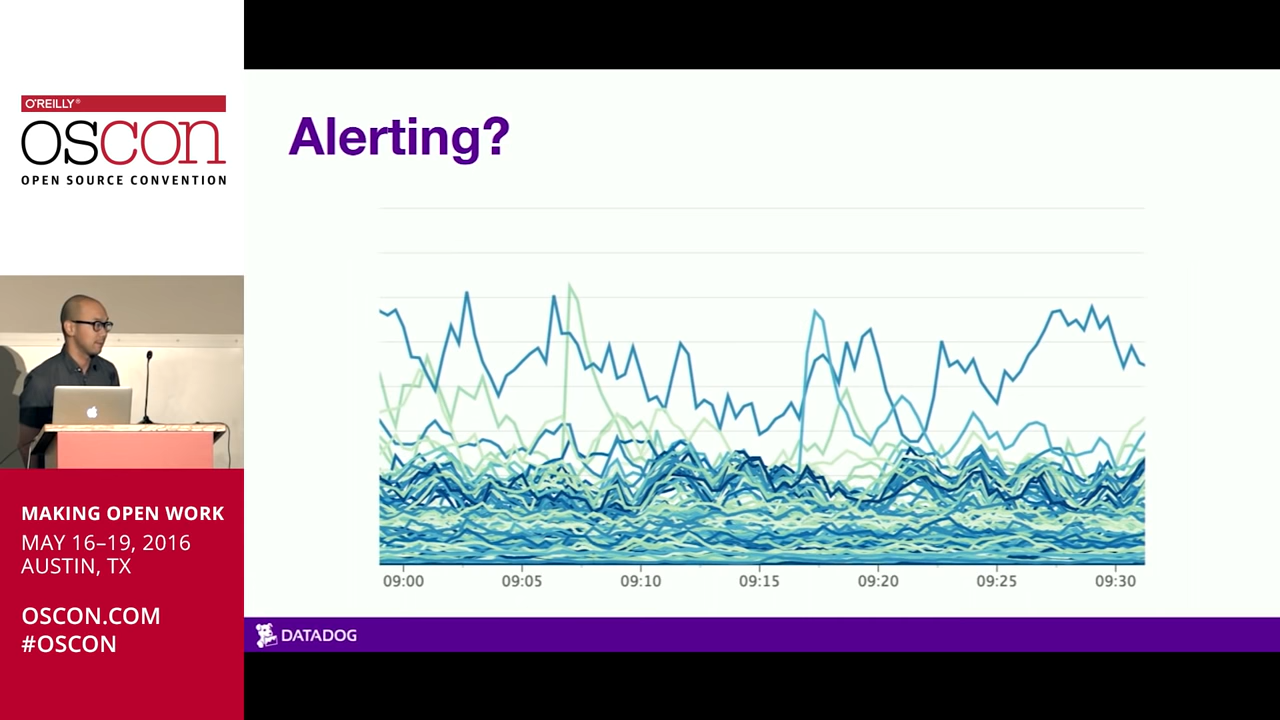 O'REILLY®
OSCON
OPEN SOURCE CONVENTION
MAKING OPEN WORK
MAY 16–19, 2016
AUSTIN, TX
OSCON.COM
#OSCON
Alerting?
09:00 09:05 09:10 09:15 09:20 09:25 09:30
DATADOG